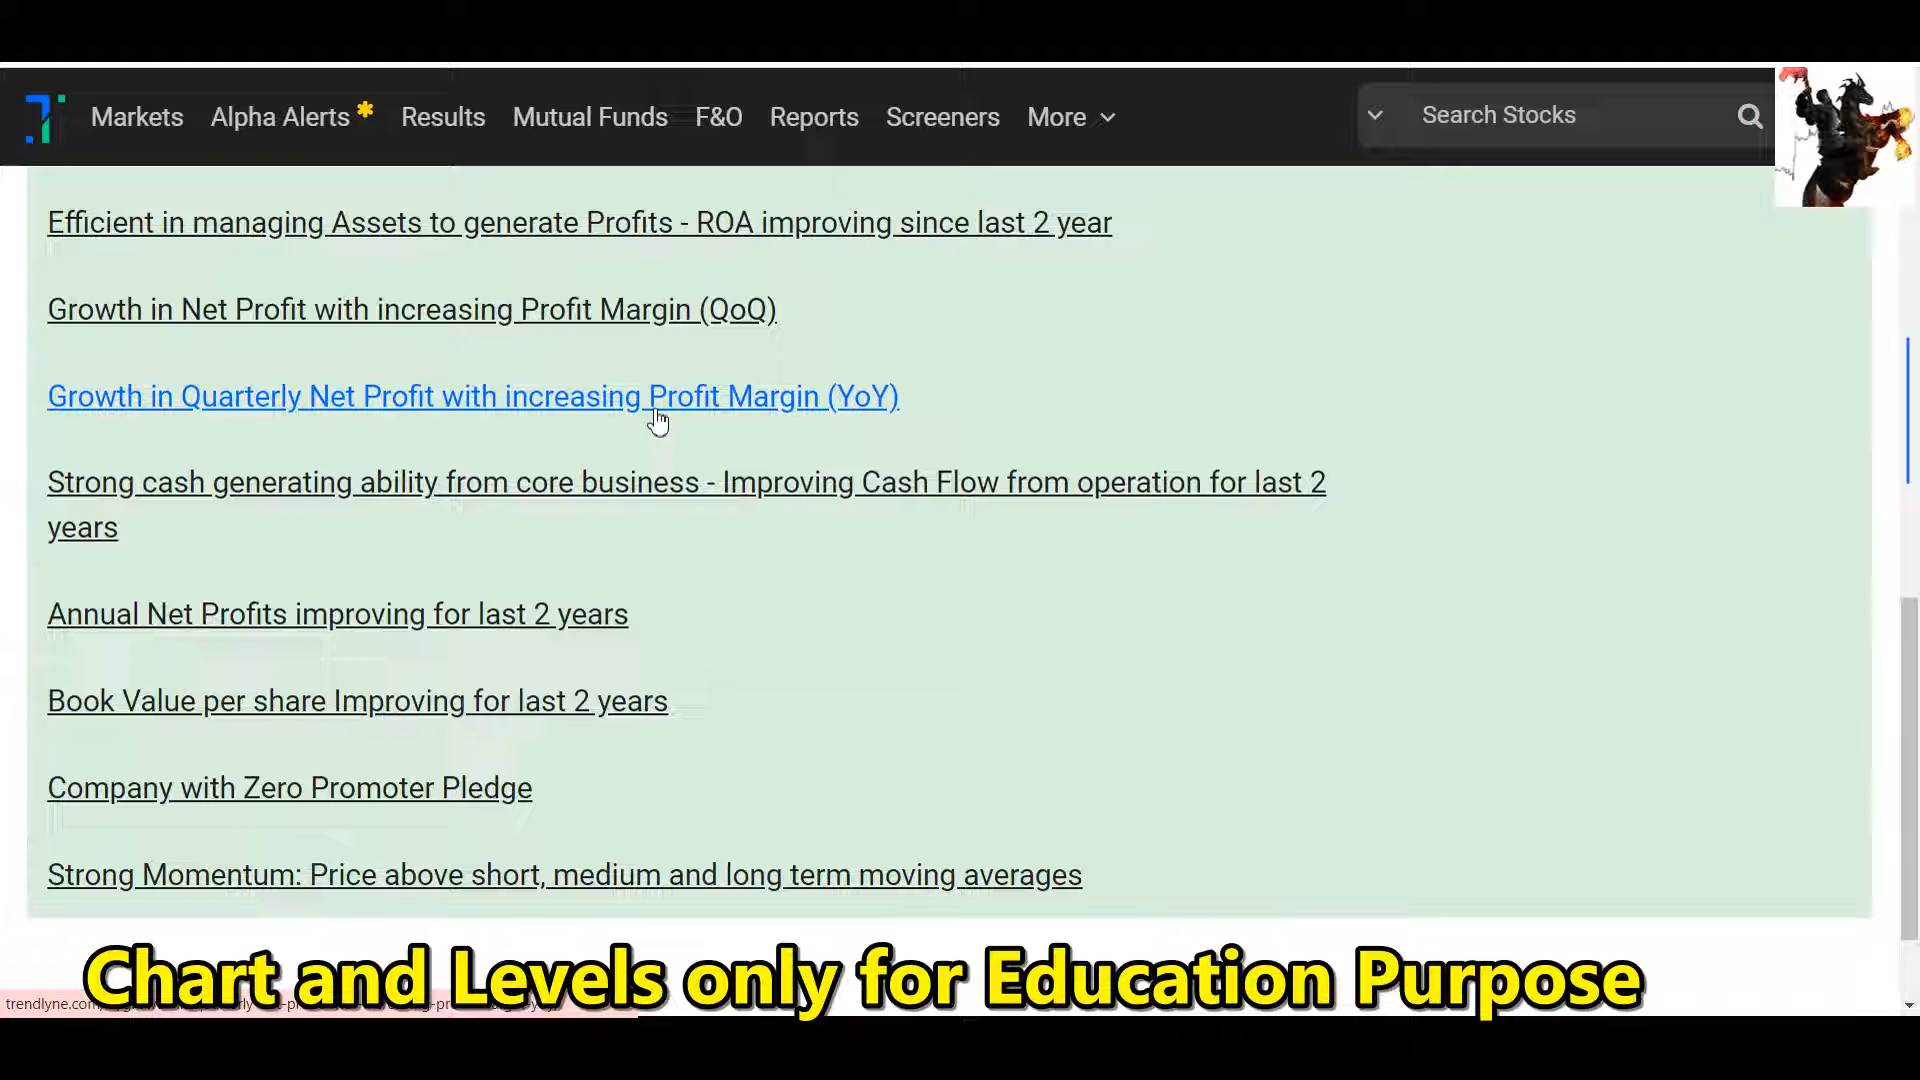 Markets Alpha Alerts Results Mutual Funds F&O Reports Screeners More Search Stocks
Efficient in managing Assets to generate Profits - ROA improving since last 2 year
Growth in Net Profit with increasing Profit Margin (QoQ)
Growth in Quarterly Net Profit with increasing Profit Margin (YoY)
Strong cash generating ability from core business - Improving Cash Flow from operation for last 2
years
Annual Net Profits improving for last 2 years
Book Value per share Improving for last 2 years
Company with Zero Promoter Pledge
Strong Momentum: Price above short, medium and long term moving averages
Chart and Levels only for Education Purpose
trendlyne.com